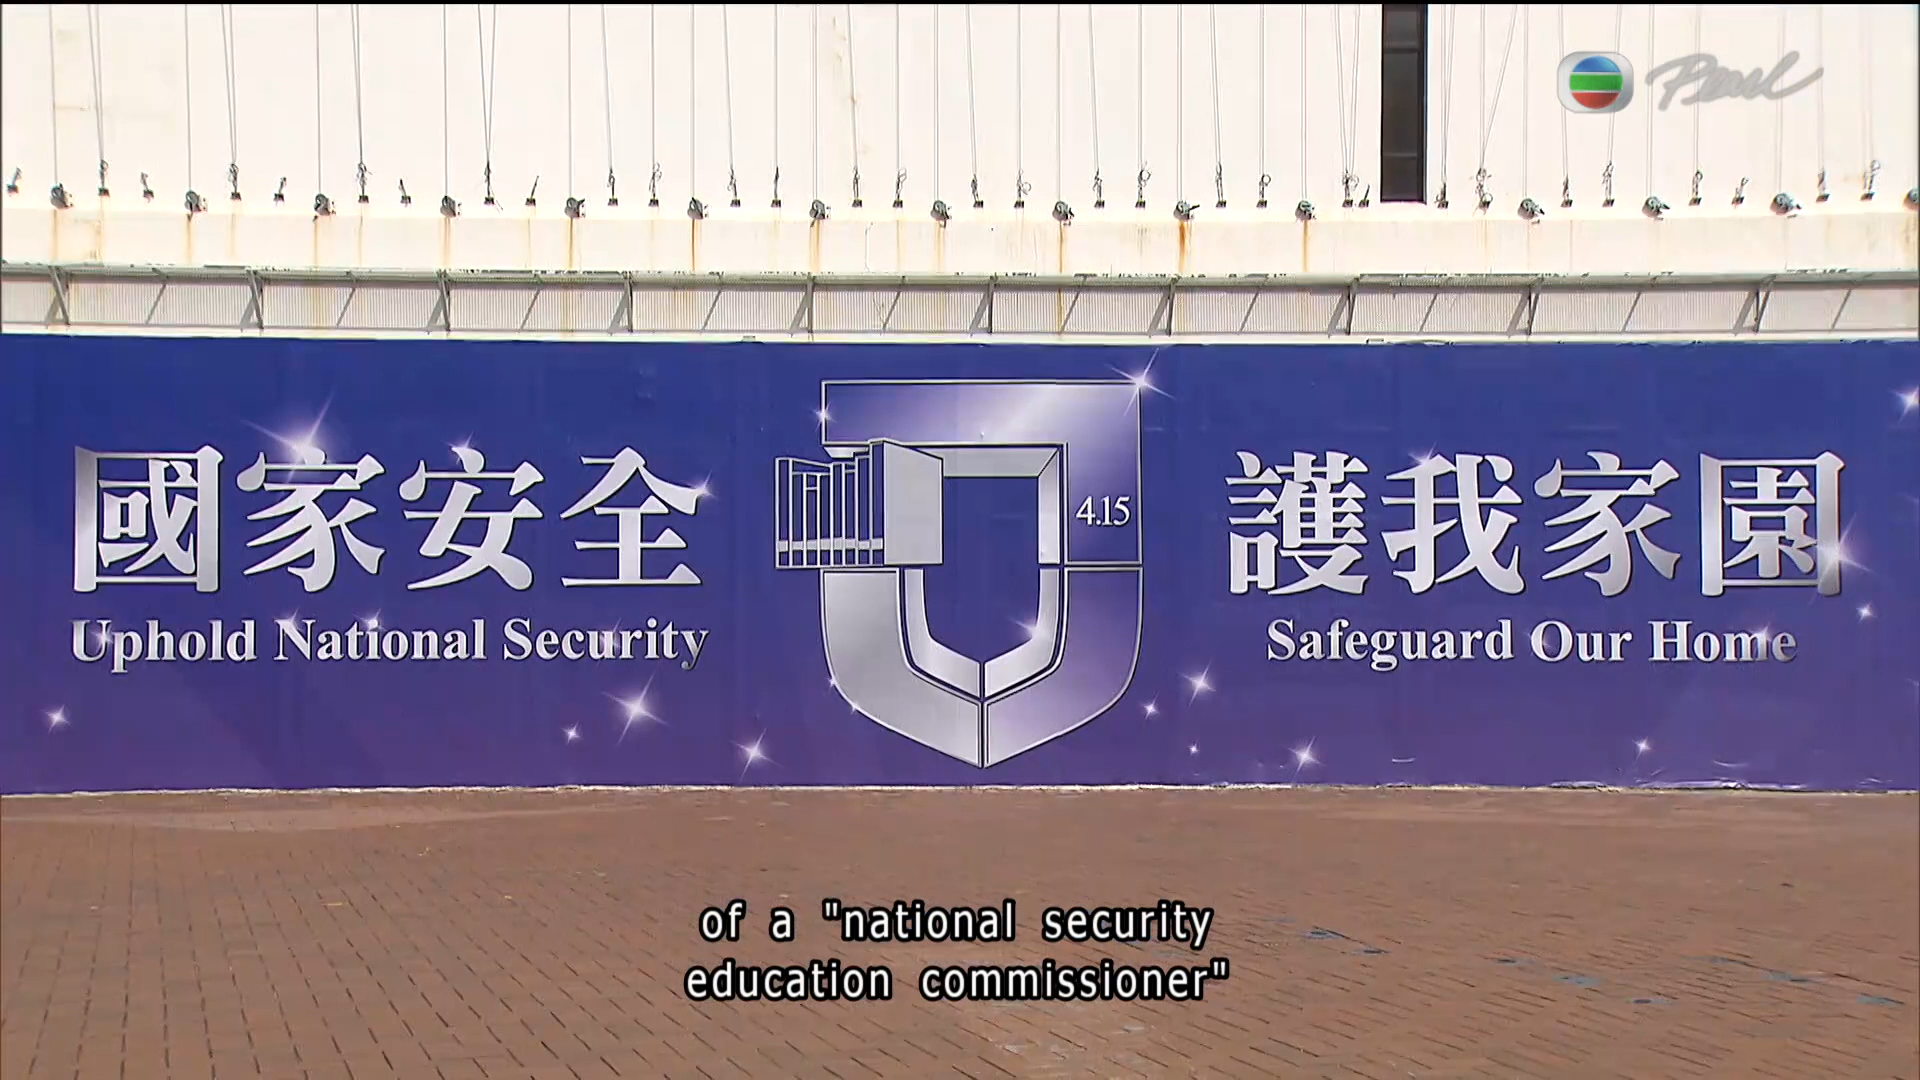 Pearl
國家安全
Uphold National Security
4.15
護我家園
Safeguard Our Home
of a "national security
education commissioner"